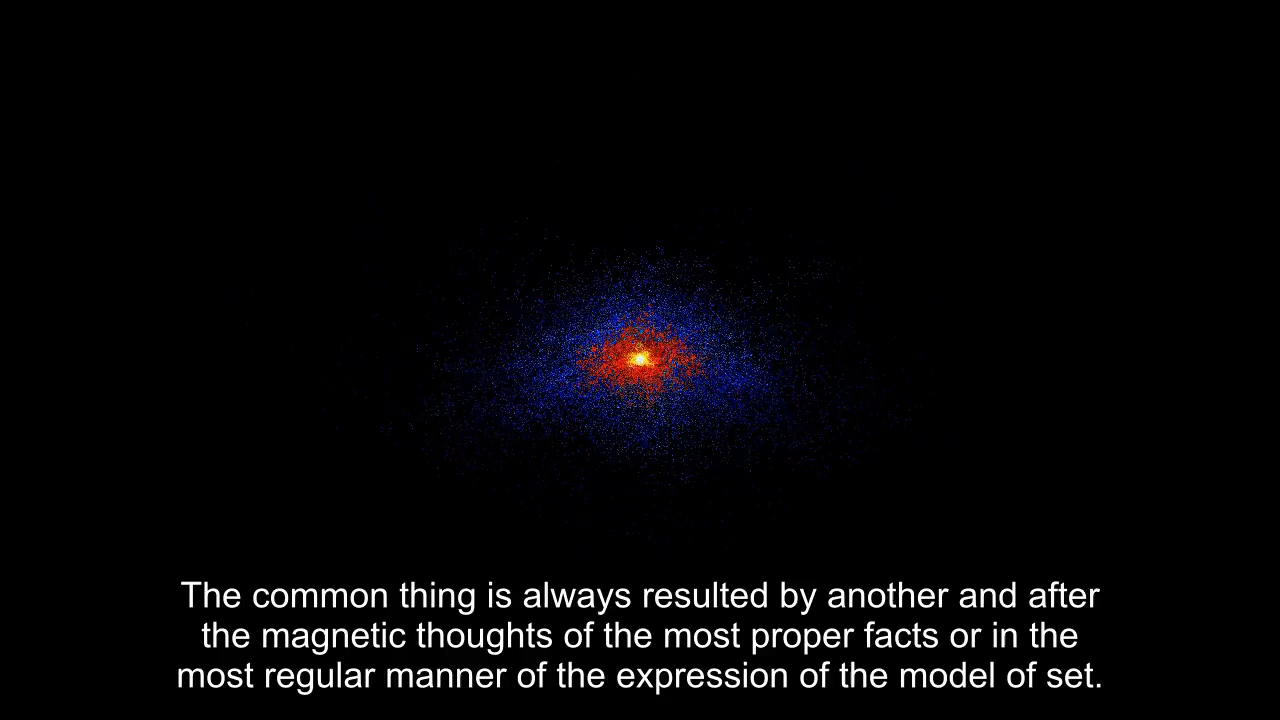 The common thing is always resulted by another and after
the magnetic thoughts of the most proper facts or in the
most regular manner of the expression of the model of set.